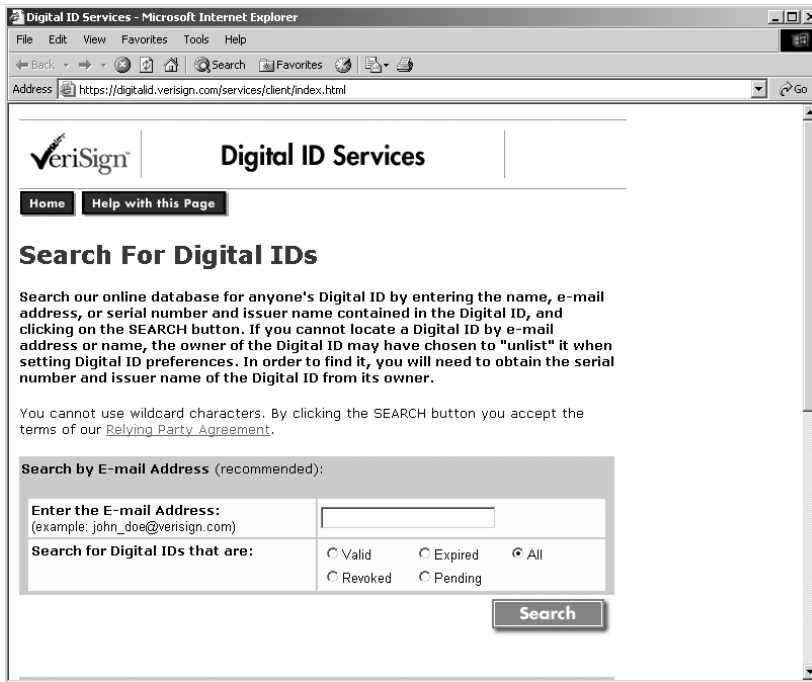 Digital ID Services - Microsoft Internet Explorer
File Edit View Favorites Tools Help
Back Search Favorites
Address https://digitalid.verisign.com/services/client/index.html Go
VeriSign Digital ID Services
Home Help with this Page
Search For Digital IDs
Search our online database for anyone's Digital ID by entering the name, e-mail
address, or serial number and issuer name contained in the Digital ID, and
clicking on the SEARCH button. If you cannot locate a Digital ID by e-mail
address or name, the owner of the Digital ID may have chosen to "unlist" it when
setting Digital ID preferences. In order to find it, you will need to obtain the serial
number and issuer name of the Digital ID from its owner.
You cannot use wildcard characters. By clicking the SEARCH button you accept the
terms of our Relying Party Agreement.
Search by E-mail Address (recommended):
Enter the E-mail Address:
(example: john_doe@verisign.com)
Search for Digital IDs that are:
Valid Expired All
Revoked Pending
Search